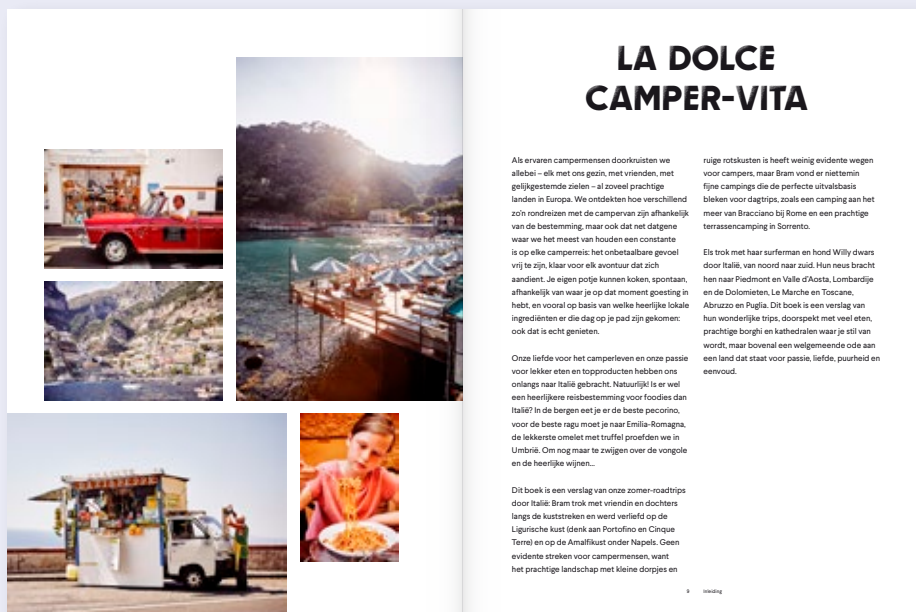 LA DOLCE
CAMPER-VITA
Als ervaren campermensen doorkruisten we
allebei – elk met ons gezin, met vrienden, met
gelijkgestemde zielen – al zoveel prachtige
landen in Europa. We ontdekten hoe verschillend
zo'n rondreizen met de campervan zijn afhankelijk
van de bestemming, maar ook dat net datgene
waar we het meest van houden een constante
is op elke camperreis: het onbetaalbare gevoel
vrij te zijn, klaar voor elk avontuur dat zich
aandient. Je eigen potje kunnen koken, spontaan,
afhankelijk van waar je op dat moment goesting in
hebt, en vooral op basis van welke heerlijke lokale
ingrediënten er die dag op je pad zijn gekomen:
ook dat is echt genieten.
Onze liefde voor het camperleven en onze passie
voor lekker eten en topproducten hebben ons
onlangs naar Italië gebracht. Natuurlijk! Is er wel
een heerlijkere reisbestemming voor foodies dan
Italië? In de bergen eet je er de beste pecorino,
voor de beste ragu moet je naar Emilia-Romagna,
de lekkerste omelet met truffel proefden we in
Umbrië. Om nog maar te zwijgen over de vongole
en de heerlijke wijnen...
Dit boek is een verslag van onze zomer-roadtrips
door Italië: Bram trok met vriendin en dochters
langs de kuststreken en werd verliefd op de
Ligurische kust (denk aan Portofino en Cinque
Terre) en op de Amalfikust onder Napels. Geen
evidente streken voor campermensen, want
het prachtige landschap met kleine dorpjes en
ruige rotskusten is heeft weinig evidente wegen
voor campers, maar Bram vond er niettemin
fijne campings die de perfecte uitvalsbasis
bleken voor dagtrips, zoals een camping aan het
meer van Bracciano bij Rome en een prachtige
terrassencamping in Sorrento.
Els trok met haar surferman en hond Willy dwars
door Italië, van noord naar zuid. Hun neus bracht
hen naar Piedmont en Valle d'Aosta, Lombardije
en de Dolomieten, Le Marche en Toscane,
Abruzzo en Puglia. Dit boek is een verslag van
hun wonderlijke trips, doorspekt met veel eten,
prachtige borghi en kathedralen waar je stil van
wordt, maar bovenal een welgemeende ode aan
een land dat staat voor passie, liefde, puurheid en
eenvoud.
9 Inleiding